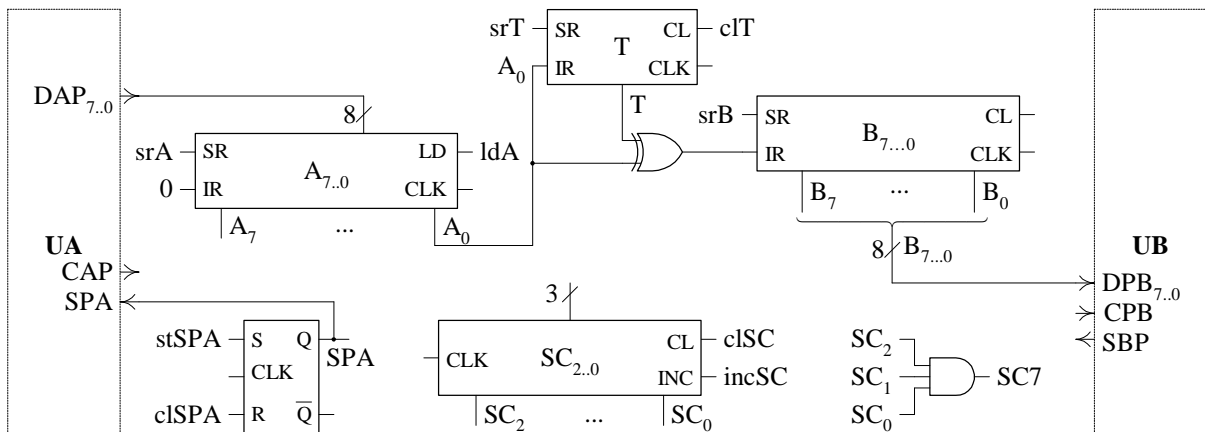 srT SR CL clT
T
A₀ IR CLK
DAP₇..₀
8
T
srB SR CL
B₇...₀
IR CLK
srA SR LD ldA
A₇..₀
0 IR CLK
A₇ ... A₀
B₇ ... B₀
UA
8 B₇...₀
UB
CAP
SPA
DPB₇..₀
CPB
SBP
3
stSPA S Q
SPA
CLK
clSPA R Q̅
CLK SC₂..₀ CL clSC
INC incSC
SC₂ ... SC₀
SC₂
SC₁ SC7
SC₀